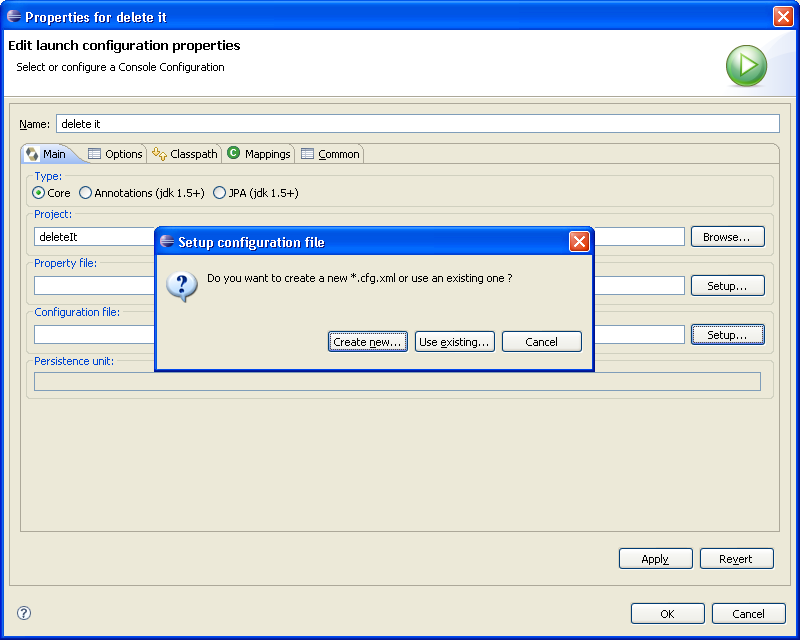 Properties for delete it
Edit launch configuration properties
Select or configure a Console Configuration
Name: delete it
Main Options Classpath Mappings Common
Type:
Core Annotations (jdk 1.5+) JPA (jdk 1.5+)
Project:
deleteIt Browse...
Property file:
Setup...
Configuration file:
Setup...
Persistence unit:
Setup configuration file
Do you want to create a new *.cfg.xml or use an existing one ?
Create new... Use existing... Cancel
Apply Revert
OK Cancel